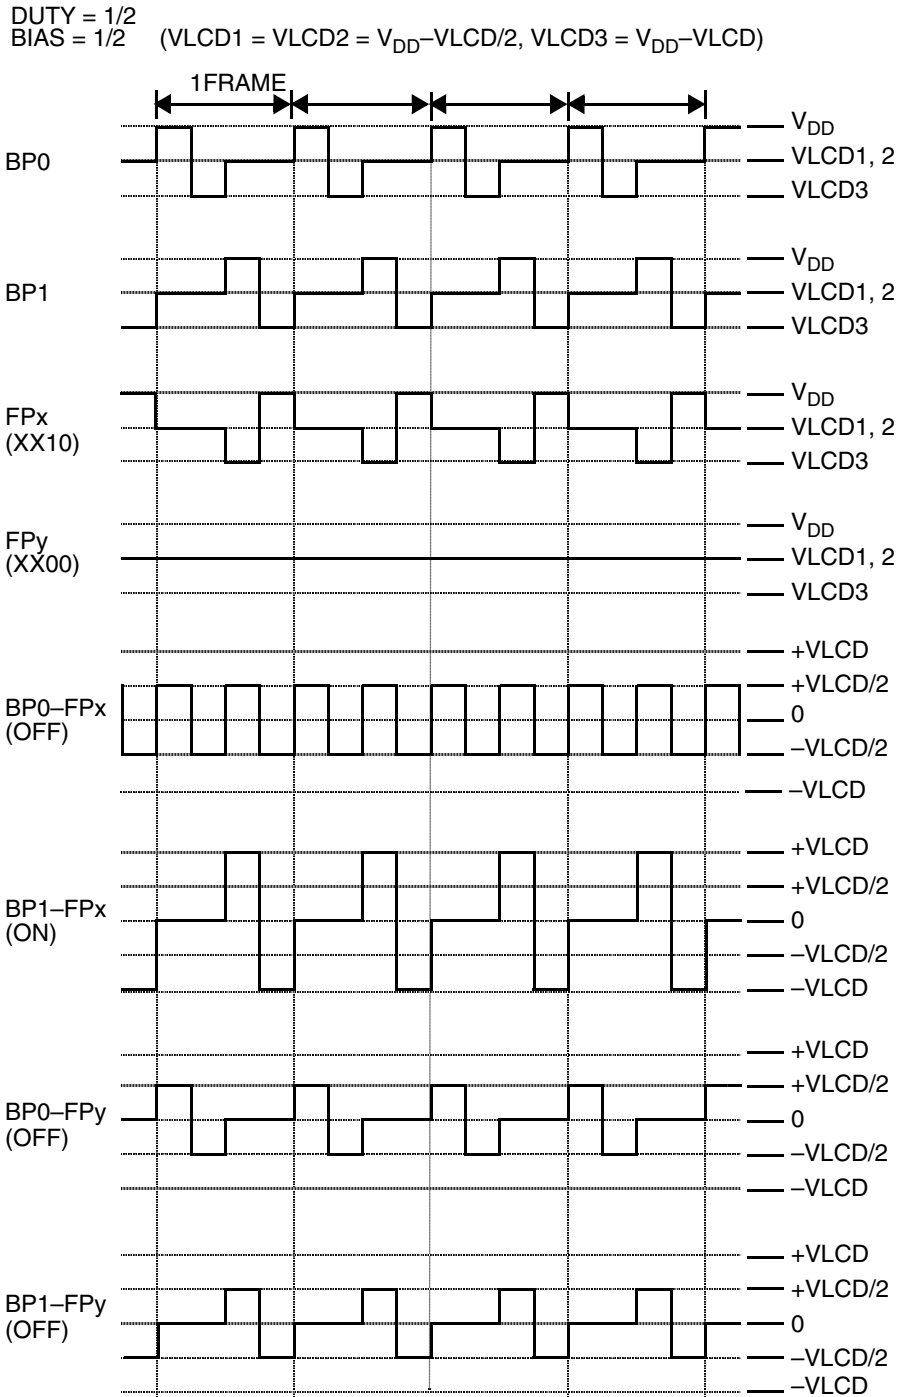 DUTY = 1/2
BIAS = 1/2 (VLCD1 = VLCD2 = VDD–VLCD/2, VLCD3 = VDD–VLCD)
1FRAME
BP0
VDD
VLCD1, 2
VLCD3
BP1
VDD
VLCD1, 2
VLCD3
FPx
(XX10)
VDD
VLCD1, 2
VLCD3
FPy
(XX00)
VDD
VLCD1, 2
VLCD3
BP0–FPx
(OFF)
+VLCD
+VLCD/2
0
–VLCD/2
–VLCD
BP1–FPx
(ON)
+VLCD
+VLCD/2
0
–VLCD/2
–VLCD
BP0–FPy
(OFF)
+VLCD
+VLCD/2
0
–VLCD/2
–VLCD
BP1–FPy
(OFF)
+VLCD
+VLCD/2
0
–VLCD/2
–VLCD